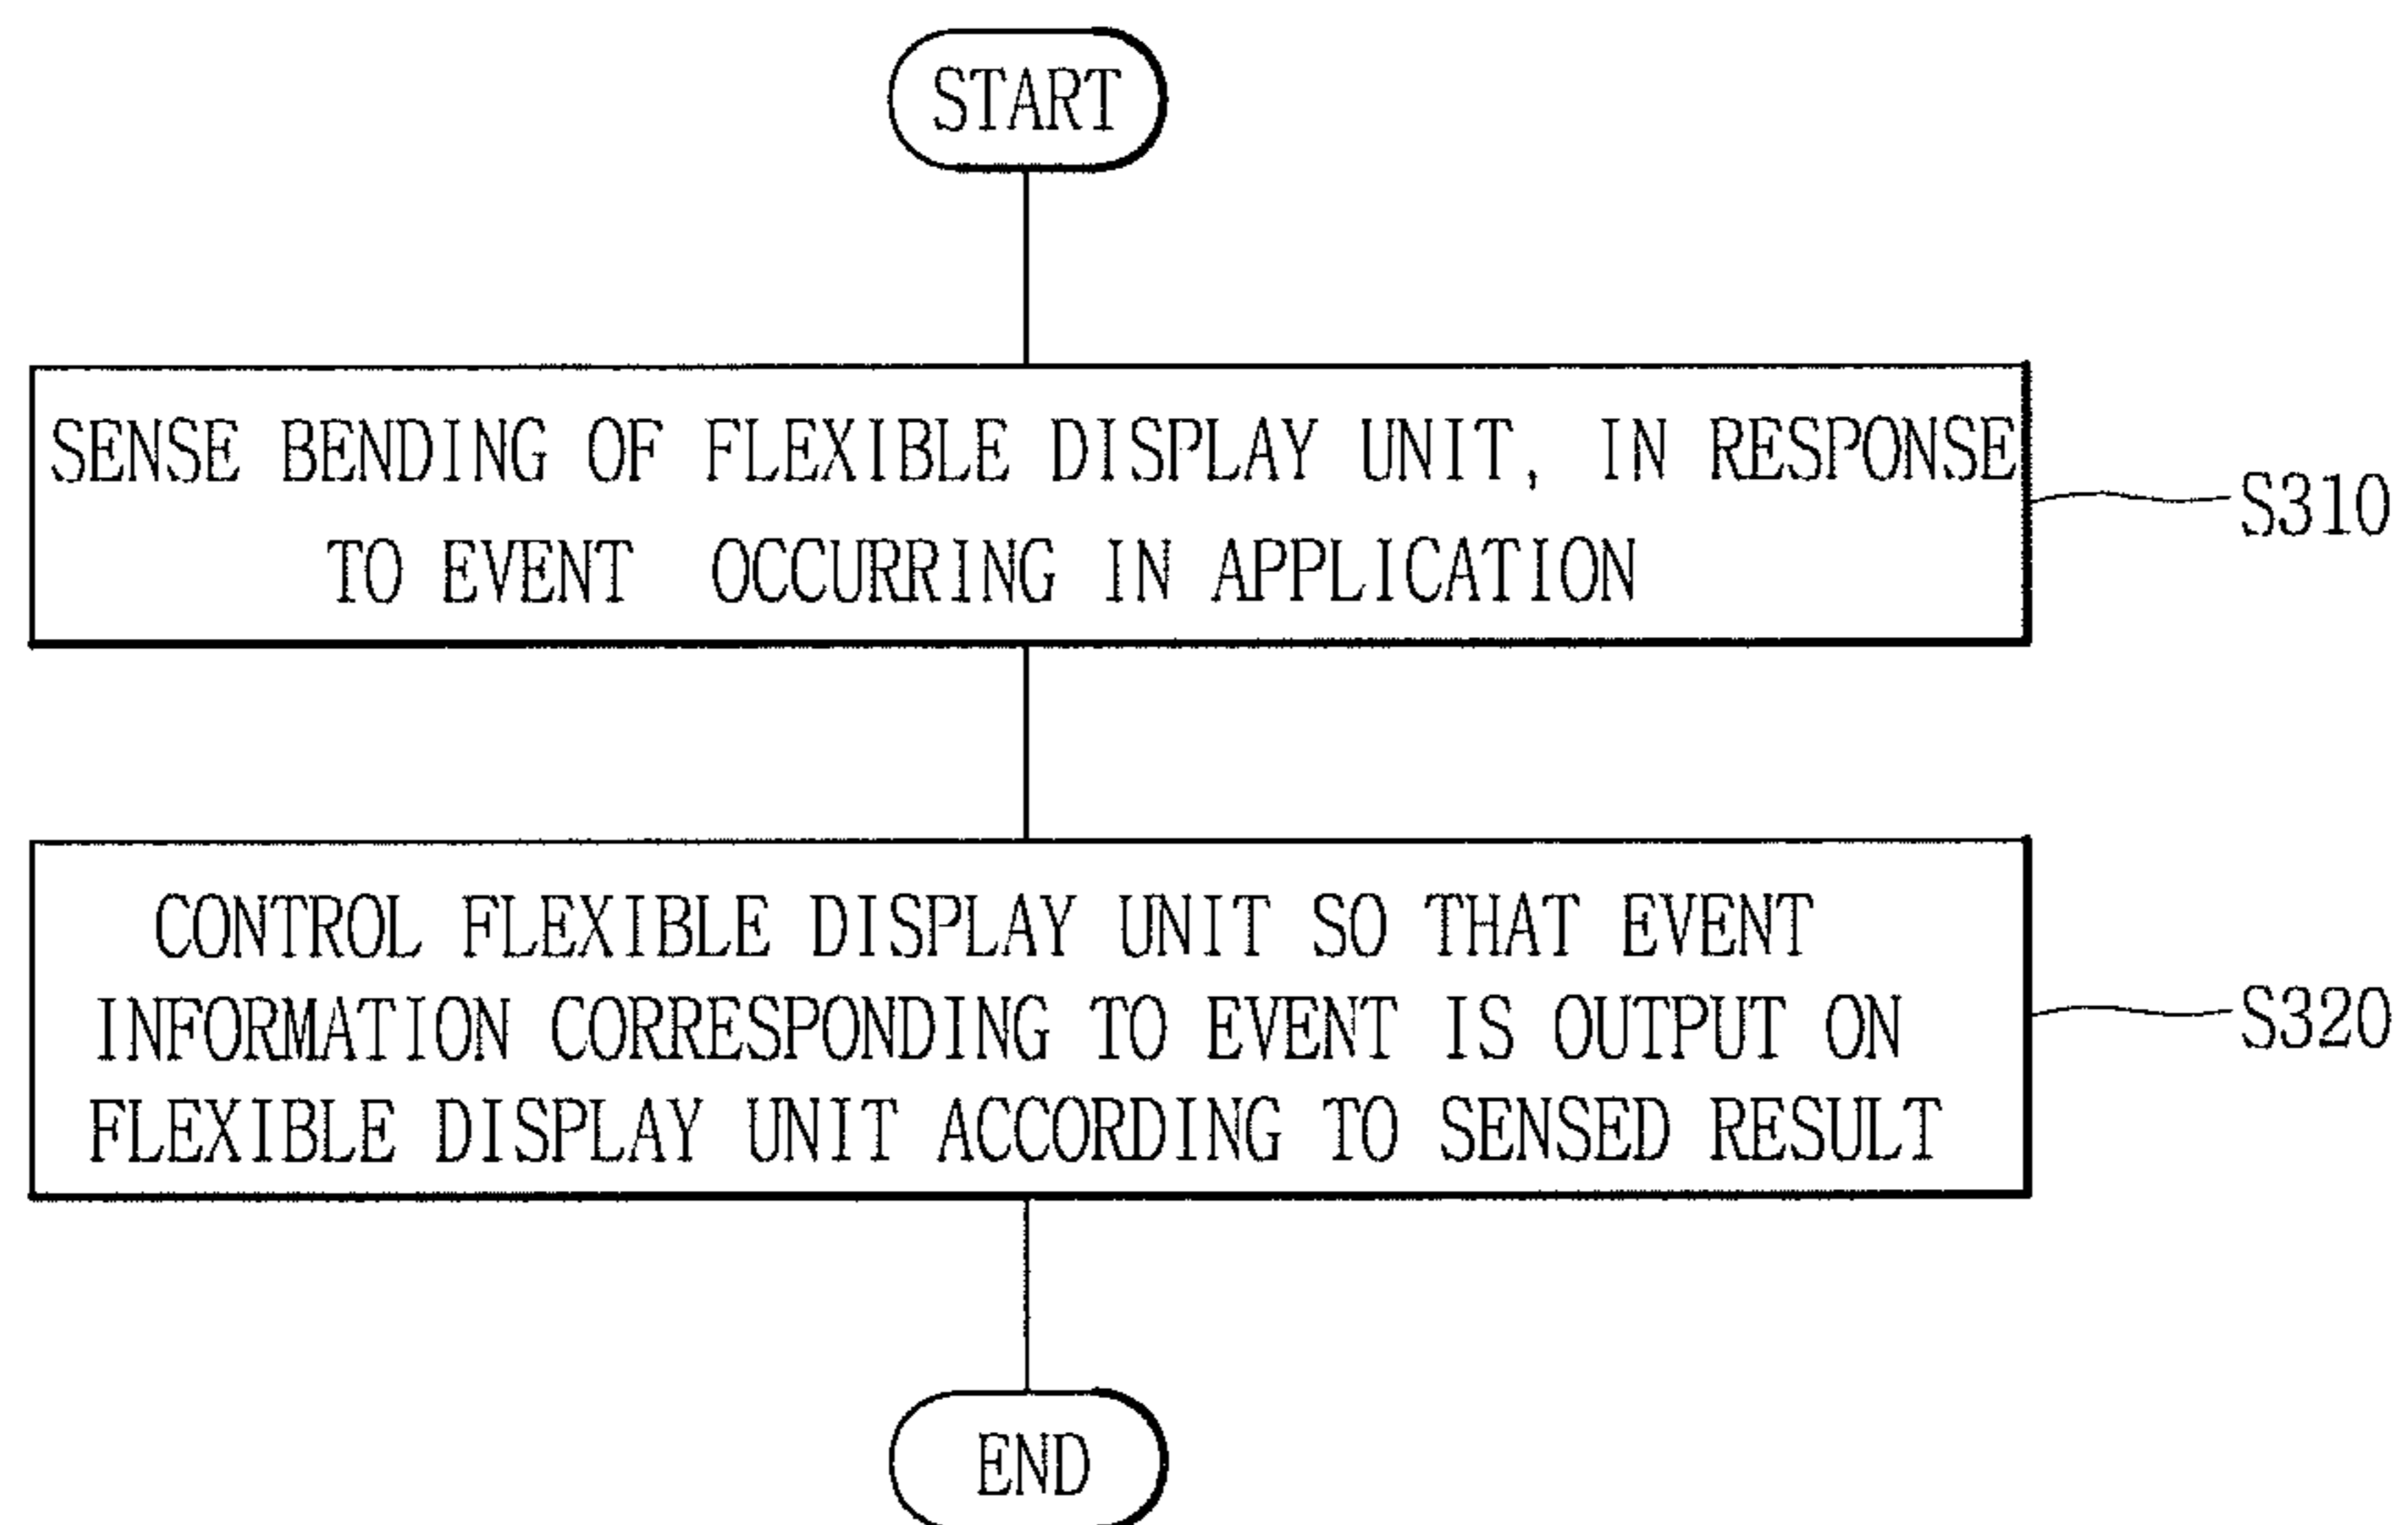 START
SENSE BENDING OF FLEXIBLE DISPLAY UNIT, IN RESPONSE
TO EVENT OCCURRING IN APPLICATION
S310
CONTROL FLEXIBLE DISPLAY UNIT SO THAT EVENT
INFORMATION CORRESPONDING TO EVENT IS OUTPUT ON
FLEXIBLE DISPLAY UNIT ACCORDING TO SENSED RESULT
S320
END